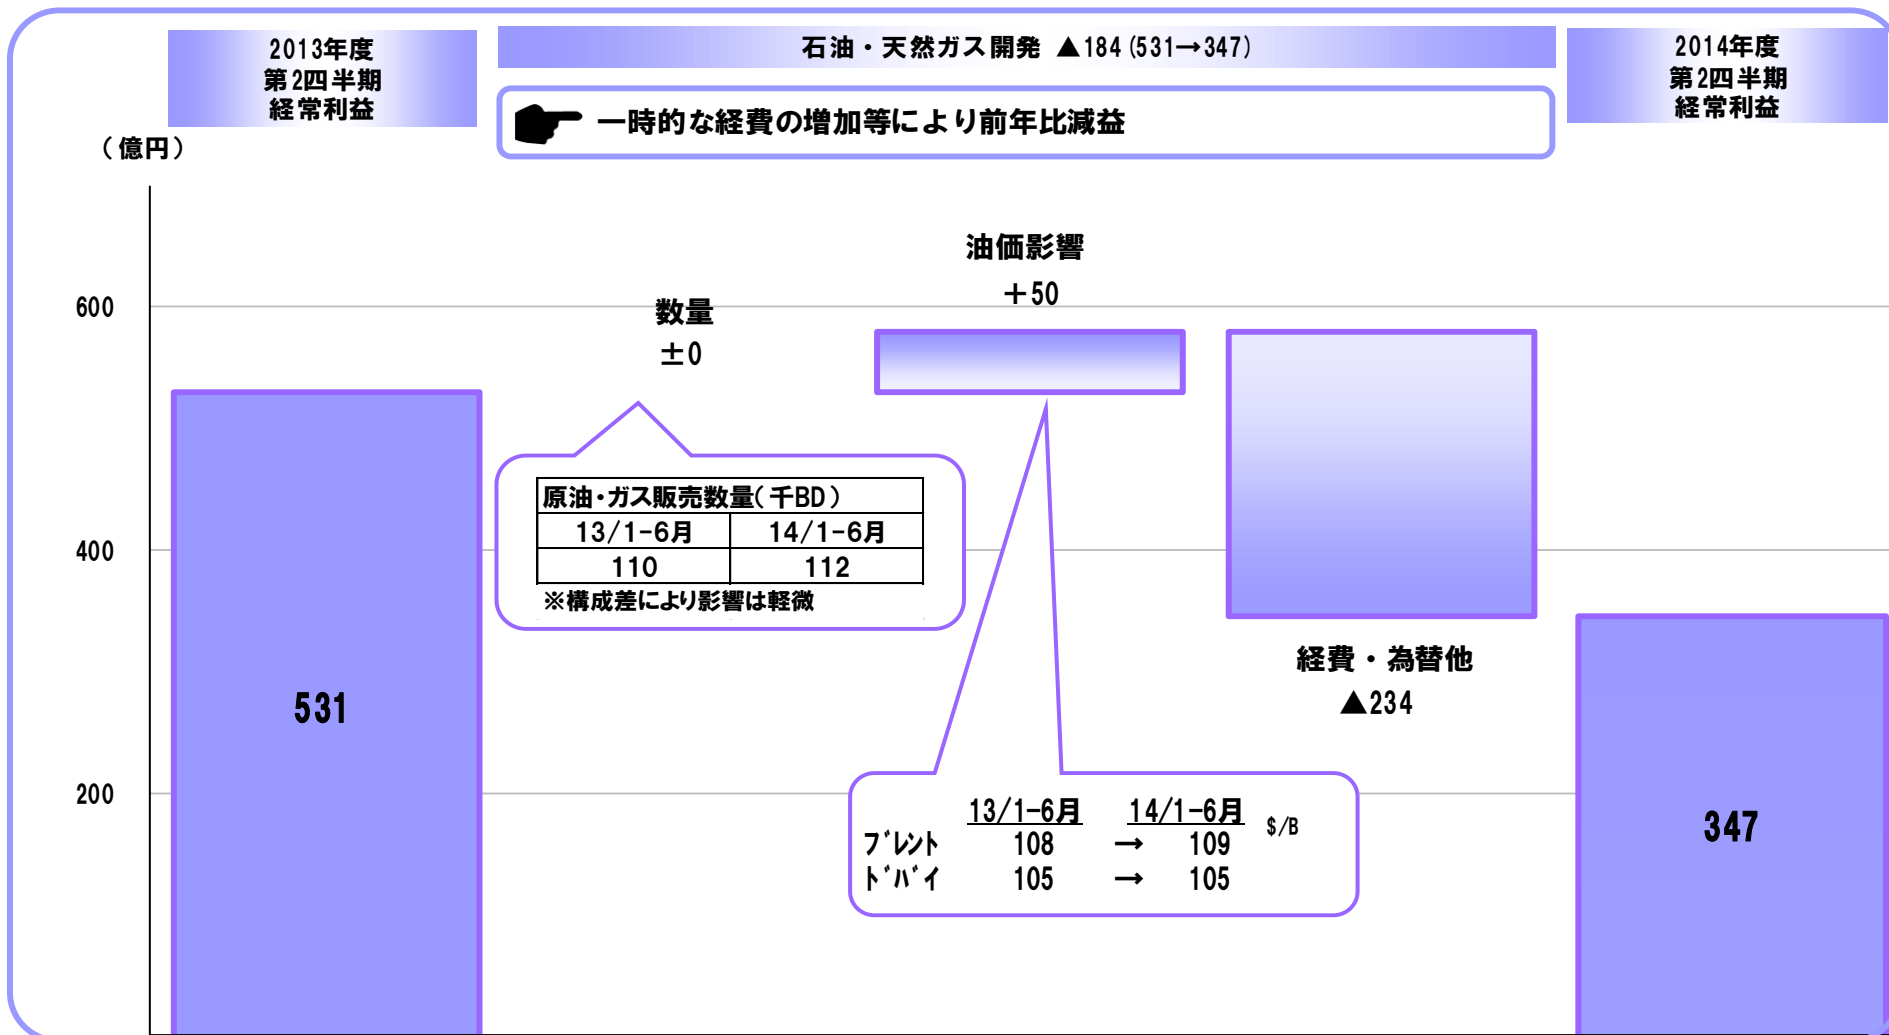 2013年度
第2四半期
経常利益
石油・天然ガス開発 ▲184(531→347)
2014年度
第2四半期
経常利益
一時的な経費の増加等により前年比減益
(億円)
油価影響
+50
600
数量
±0
原油・ガス販売数量(千BD)
13/1-6月 14/1-6月
110 112
※構成差により影響は軽微
400
経費・為替他
▲234
531
200
13/1-6月 14/1-6月 $/B
ブレント 108 → 109
ドバイ 105 → 105
347